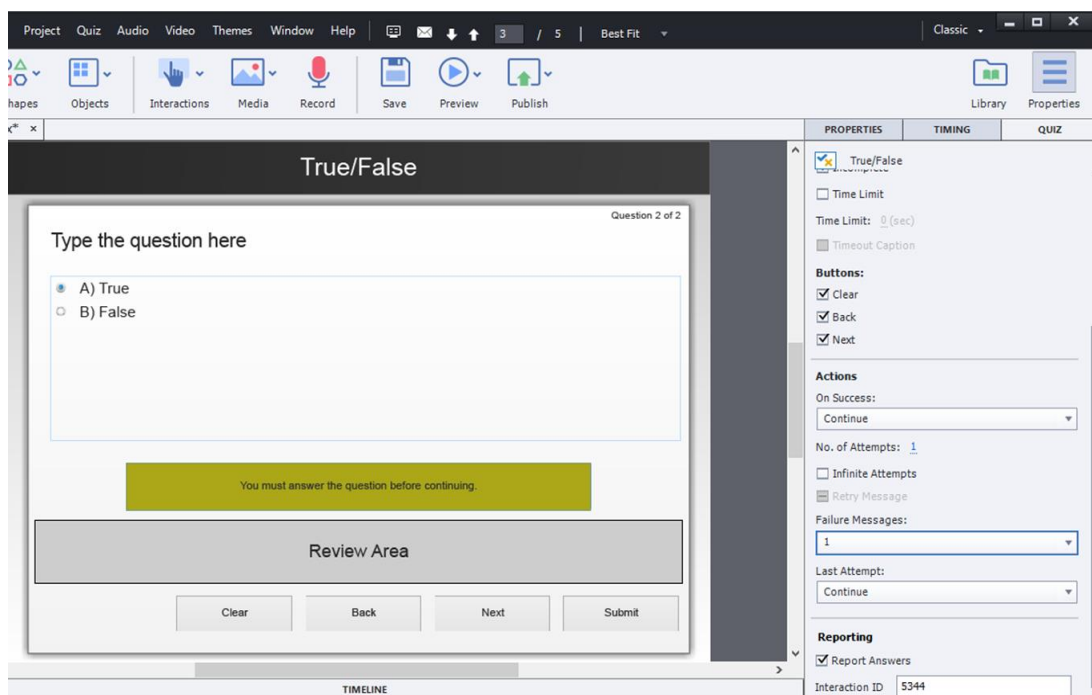 Project Quiz Audio Video Themes Window Help 3 / 5 Best Fit Classic
hapes Objects Interactions Media Record Save Preview Publish Library Properties
x* ×
PROPERTIES TIMING QUIZ
True/False
Question 2 of 2
Type the question here
A) True
B) False
You must answer the question before continuing.
Review Area
Clear Back Next Submit
TIMELINE
True/False
Incomplete
Time Limit
Time Limit: 0 (sec)
Timeout Caption
Buttons:
Clear
Back
Next
Actions
On Success:
Continue
No. of Attempts: 1
Infinite Attempts
Retry Message
Failure Messages:
1
Last Attempt:
Continue
Reporting
Report Answers
Interaction ID 5344